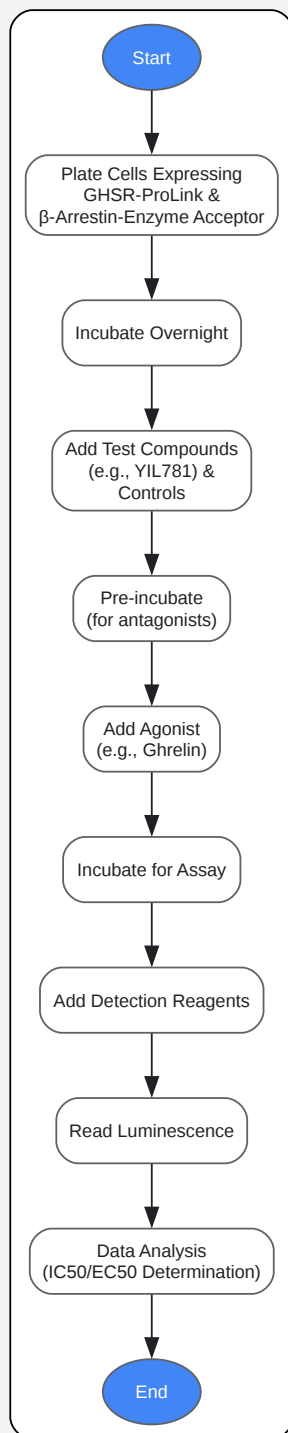 Start
Plate Cells Expressing
GHSR-ProLink &
β-Arrestin-Enzyme Acceptor
Incubate Overnight
Add Test Compounds
(e.g., YIL781) &
Controls
Pre-incubate
(for antagonists)
Add Agonist
(e.g., Ghrelin)
Incubate for Assay
Add Detection Reagents
Read Luminescence
Data Analysis
(IC50/EC50 Determination)
End